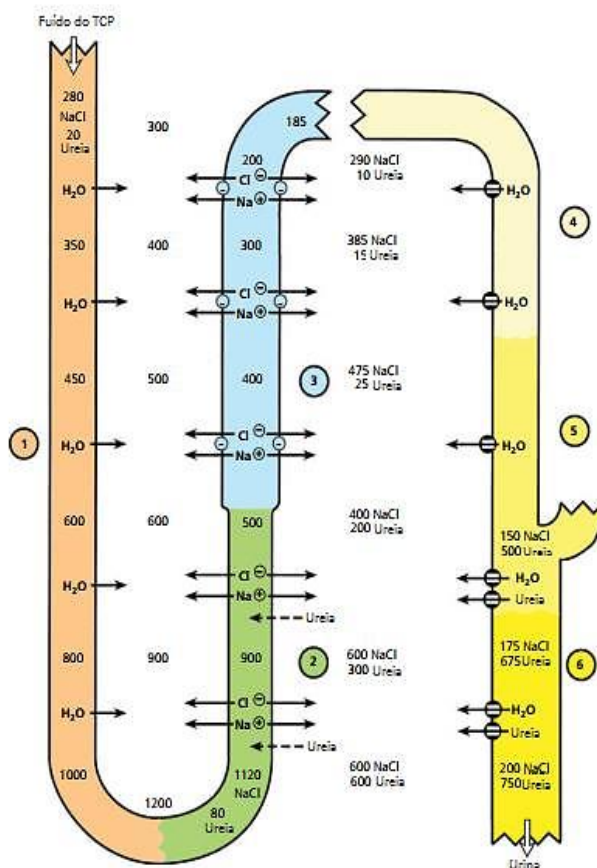 Fuído do TCP
280
NaCl
20
Ureia
H₂O
350
H₂O
450
H₂O
600
H₂O
800
H₂O
1000
1
300
400
500
600
900
1200
185
200
Cl ⊖
Na ⊕
300
Cl ⊖
Na ⊕
400
Cl ⊖
Na ⊕
500
Cl ⊖
Na ⊕
Ureia
900
Cl ⊖
Na ⊕
Ureia
1120
NaCl
80
Ureia
3
2
290 NaCl
10 Ureia
385 NaCl
15 Ureia
475 NaCl
25 Ureia
400 NaCl
200 Ureia
600 NaCl
300 Ureia
600 NaCl
600 Ureia
H₂O
H₂O
H₂O
150 NaCl
500 Ureia
H₂O
Ureia
175 NaCl
675 Ureia
H₂O
Ureia
200 NaCl
750 Ureia
4
5
6
Urina